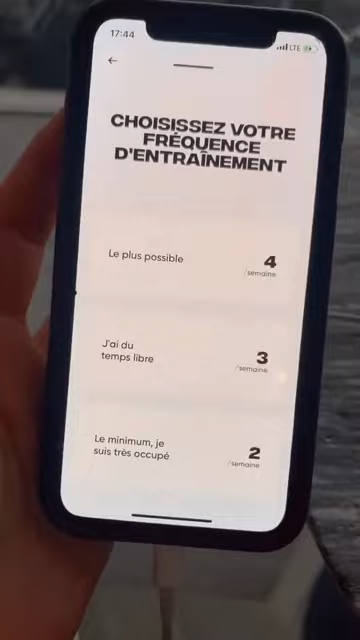 17:44
LTE
CHOISISSEZ VOTRE
FRÉQUENCE
D'ENTRAÎNEMENT
Le plus possible
4
/semaine
J'ai du
temps libre
3
/semaine
Le minimum, je
suis très occupé
2
/semaine